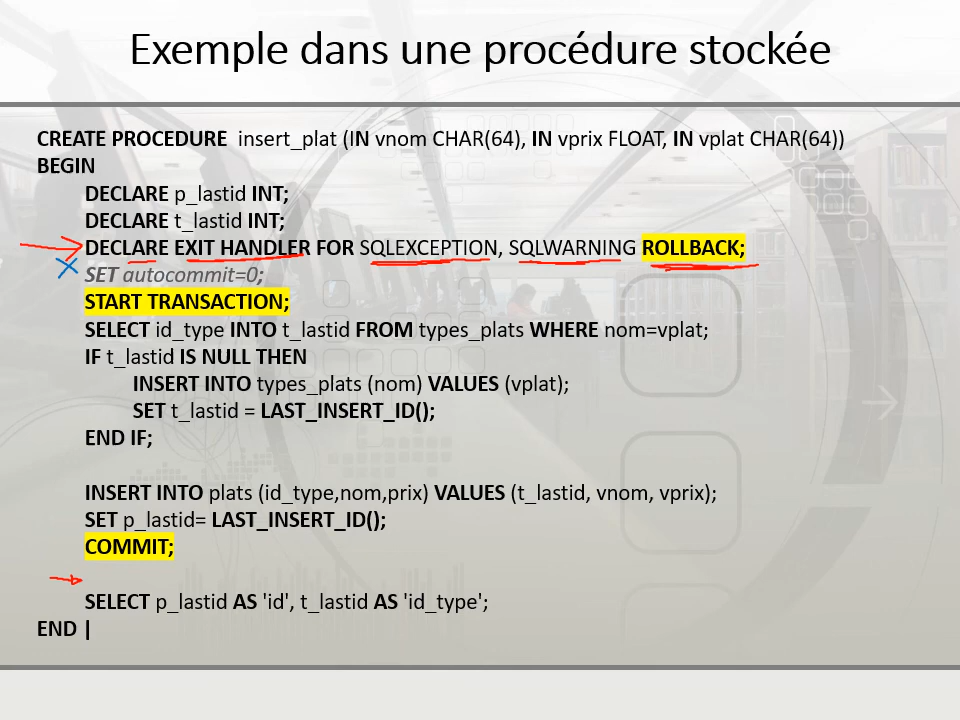 Exemple dans une procédure stockée
CREATE PROCEDURE insert_plat (IN vnom CHAR(64), IN vprix FLOAT, IN vplat CHAR(64))
BEGIN
DECLARE p_lastid INT;
DECLARE t_lastid INT;
DECLARE EXIT HANDLER FOR SQLEXCEPTION, SQLWARNING ROLLBACK;
SET autocommit=0;
START TRANSACTION;
SELECT id_type INTO t_lastid FROM types_plats WHERE nom=vplat;
IF t_lastid IS NULL THEN
INSERT INTO types_plats (nom) VALUES (vplat);
SET t_lastid = LAST_INSERT_ID();
END IF;
INSERT INTO plats (id_type,nom,prix) VALUES (t_lastid, vnom, vprix);
SET p_lastid= LAST_INSERT_ID();
COMMIT;
SELECT p_lastid AS 'id', t_lastid AS 'id_type';
END |